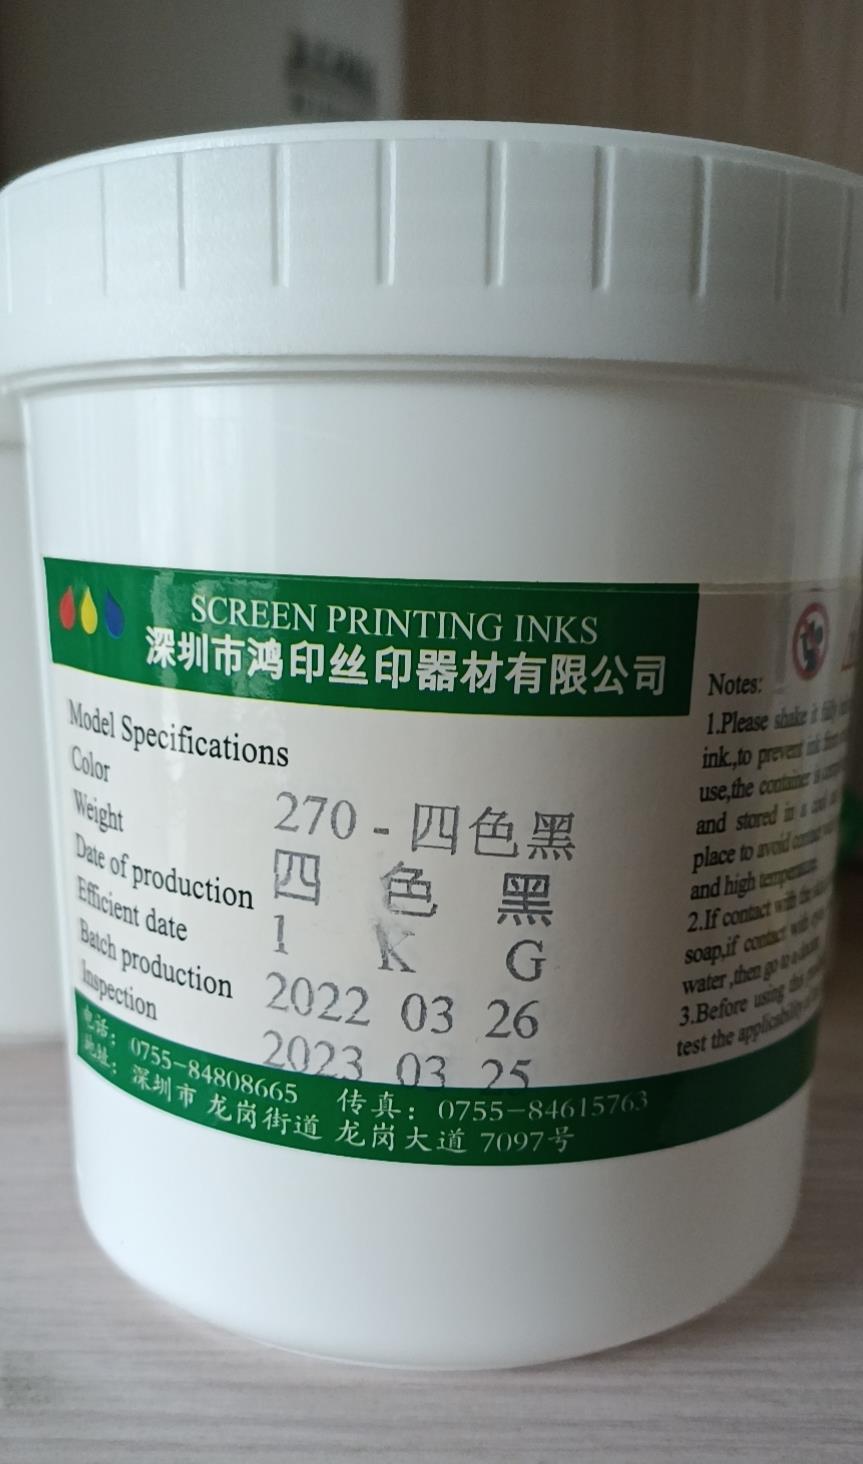 SCREEN PRINTING INKS
深圳市鸿印丝印器材有限公司
Model Specifications
Color
Weight
Date of production
Efficient date
Batch production
Inspection
270-四色黑
四 色 黑
1 K G
2022 03 26
2023 03 25
电话：0755-84808665 传真：0755-84615763
地址：深圳市 龙岗街道 龙岗大道 7097号
Notes:
1.Please shake it fully
ink.,to prevent ink from
use,the container is
and stored in a cool
place to avoid
and high temperature.
2.If contact with the
soap,if contact with eyes
water ,then go to a
3.Before using this
test the applicability